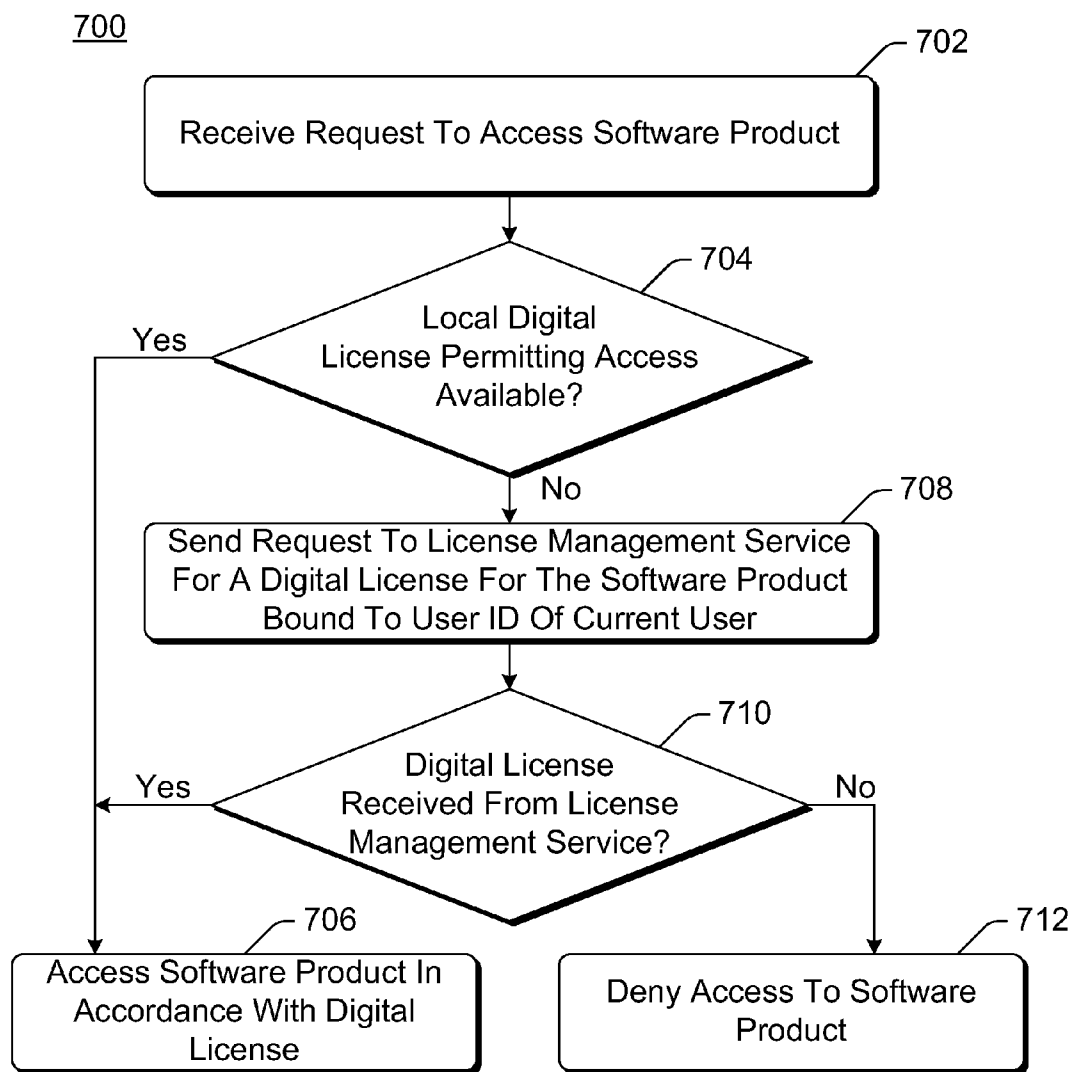 700
702
Receive Request To Access Software Product
704
Local Digital
License Permitting Access
Available?
Yes
No
708
Send Request To License Management Service
For A Digital License For The Software Product
Bound To User ID Of Current User
710
Digital License
Received From License
Management Service?
Yes
No
706
Access Software Product In
Accordance With Digital
License
712
Deny Access To Software
Product